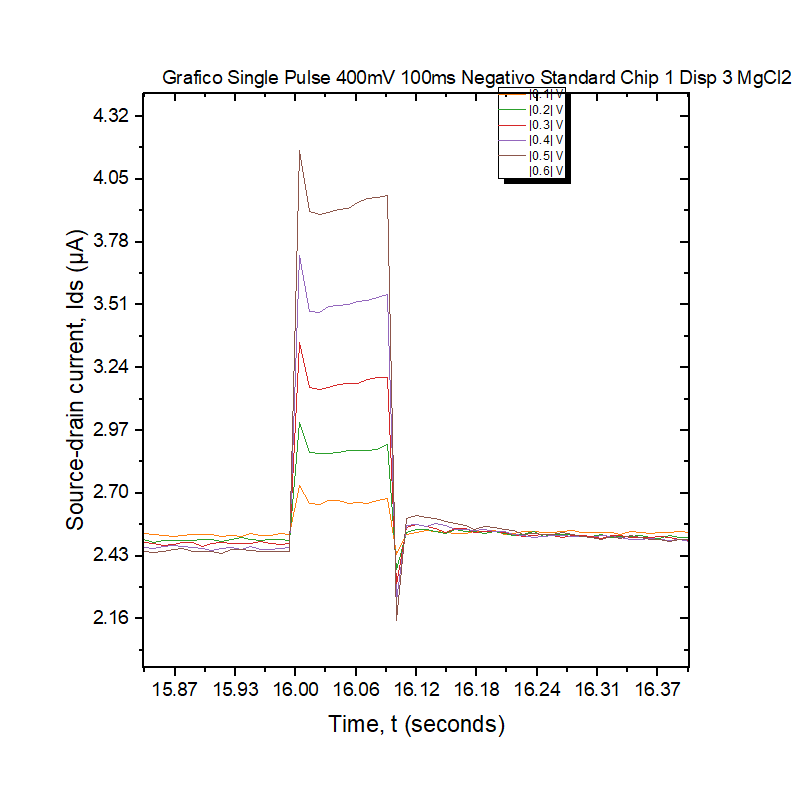 Grafico Single Pulse 400mV 100ms Negativo Standard Chip 1 Disp 3 MgCl2
|0.1| V
|0.2| V
|0.3| V
|0.4| V
|0.5| V
|0.6| V
4.32
4.05
3.78
3.51
3.24
2.97
2.70
2.43
2.16
Source-drain current, Ids (µA)
15.87 15.93 16.00 16.06 16.12 16.18 16.24 16.31 16.37
Time, t (seconds)